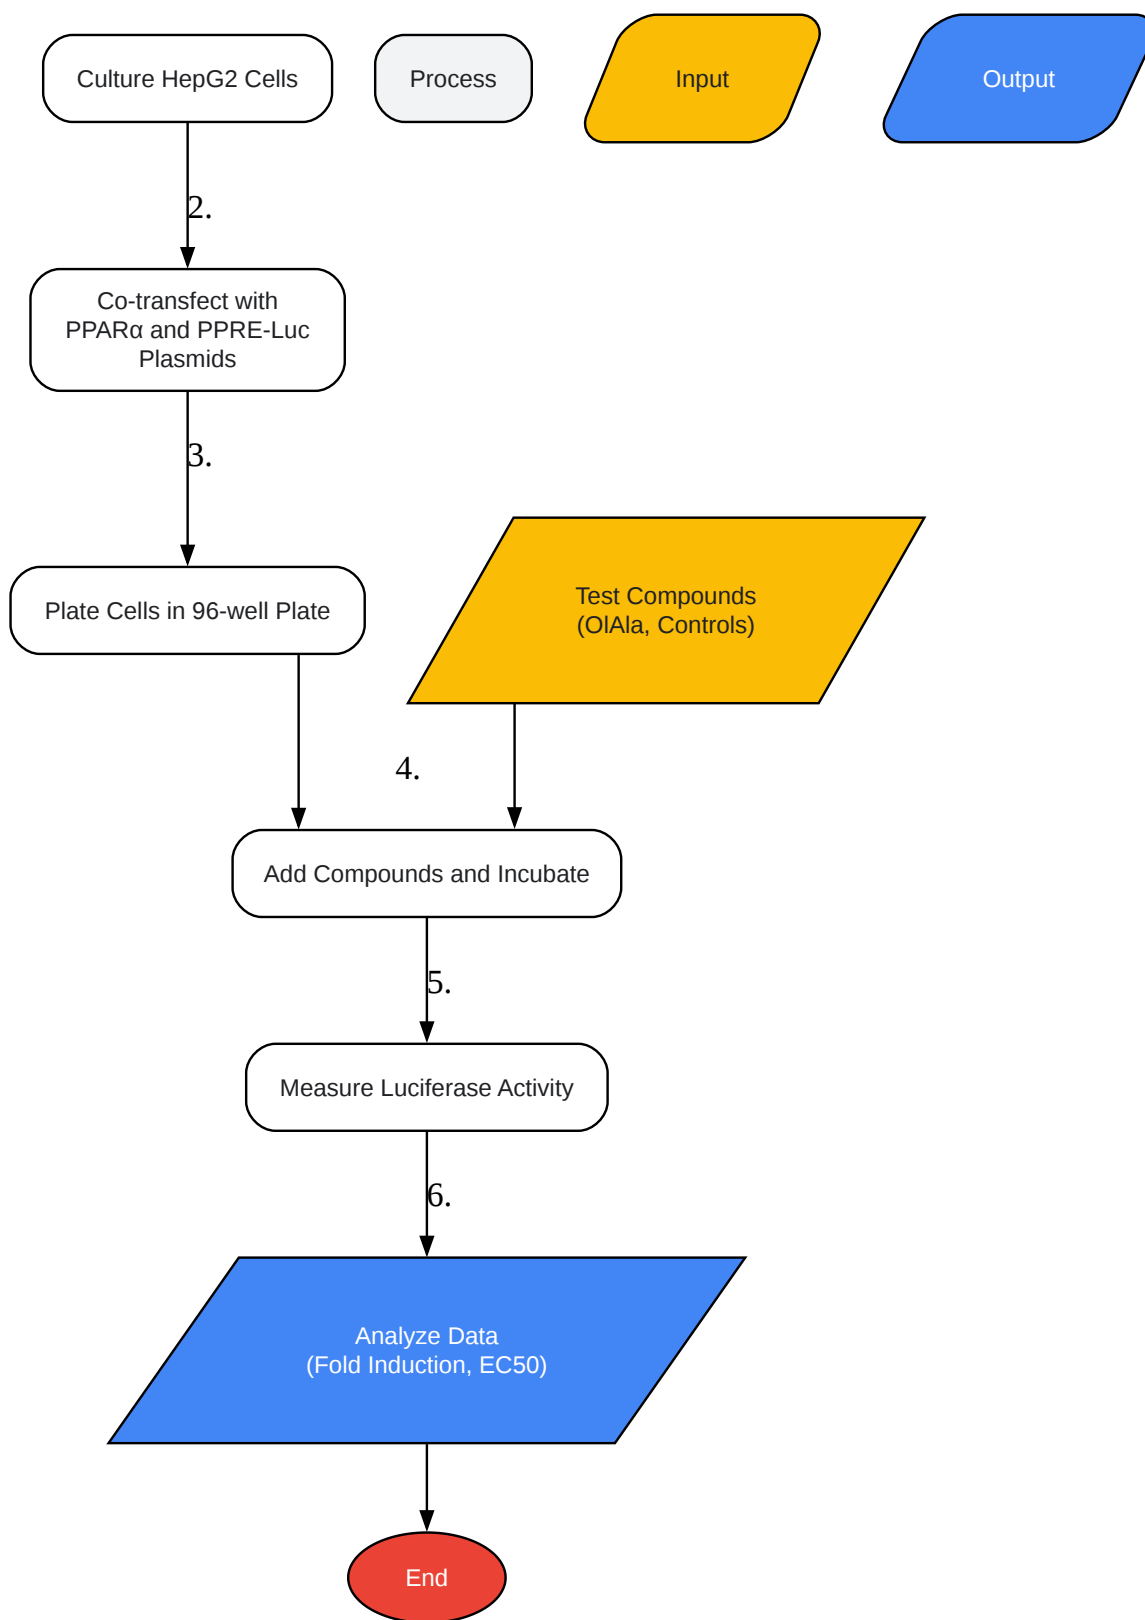 Culture HepG2 Cells
Process
Input
Output
2.
Co-transfect with
PPARα and PPRE-Luc
Plasmids
3.
Plate Cells in 96-well Plate
Test Compounds
(OlAla, Controls)
4.
Add Compounds and Incubate
5.
Measure Luciferase Activity
6.
Analyze Data
(Fold Induction, EC50)
End